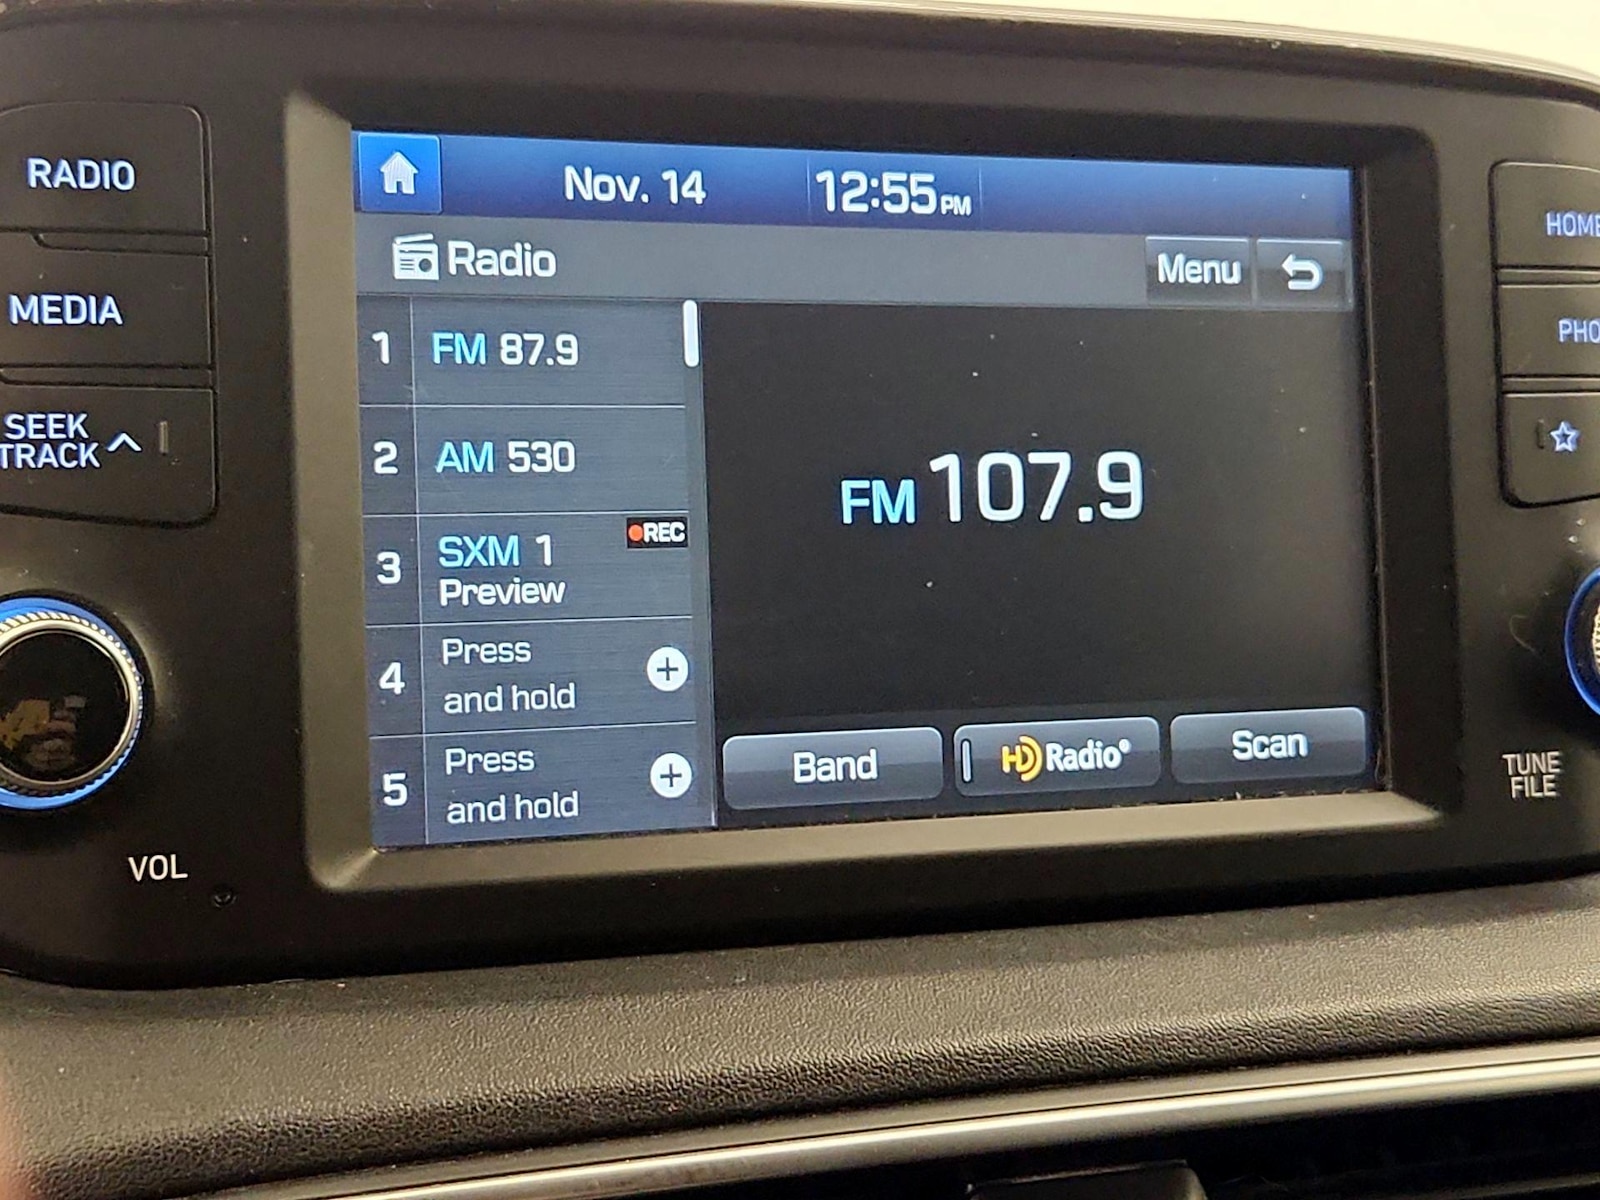 RADIO
MEDIA
SEEK
TRACK
VOL
Nov. 14 12:55 PM
Radio
Menu
1 FM 87.9
2 AM 530
3 SXM 1 REC
Preview
4 Press
and hold
5 Press
and hold
FM 107.9
Band
HD Radio®
Scan
HOME
PHO
TUNE
FILE